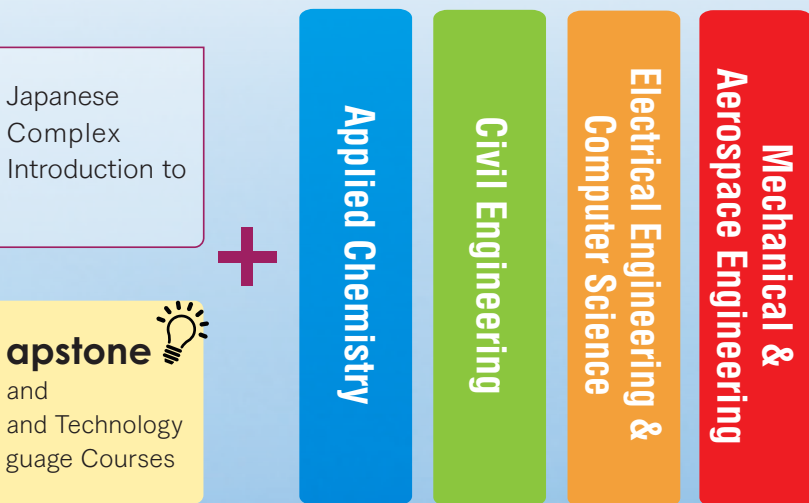 Japanese
Complex
Introduction to
apstone
and
and Technology
guage Courses
+
Applied Chemistry
Civil Engineering
Electrical Engineering &
Computer Science
Mechanical &
Aerospace Engineering